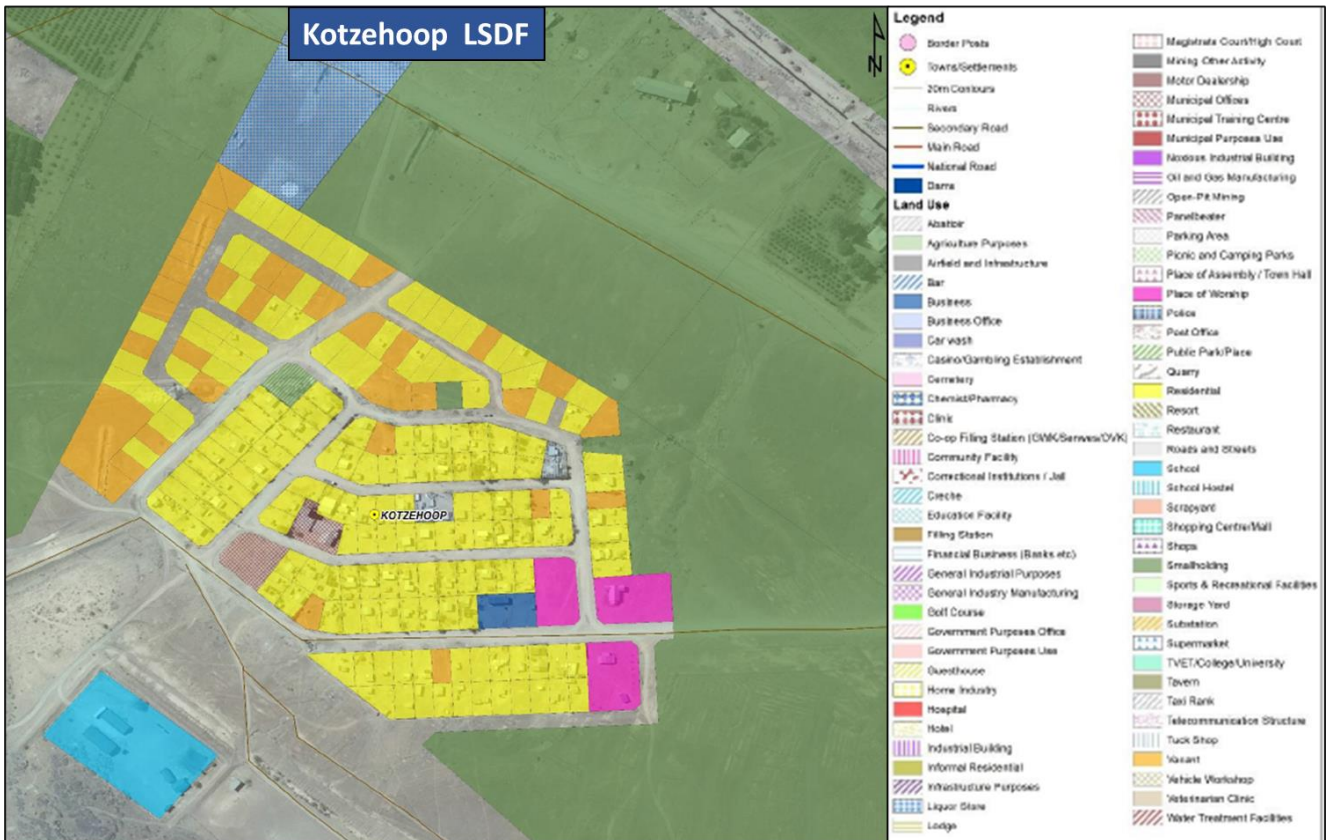 Kotzehoop LSDF
N
KOTZEHOOP
Legend
Border Posts
Towns/Settlements
20m Contours
Rivers
Secondary Road
Main Road
National Road
Dams
Land Use
Abattoir
Agriculture Purposes
Airfield and Infrastructure
Bar
Business
Business Office
Car wash
Casino/Gambling Establishment
Cemetery
Chemist/Pharmacy
Clinic
Co-op Filling Station (GWK/Senwes/OVK)
Community Facility
Correctional Institutions / Jail
Creche
Education Facility
Filling Station
Financial Business (Banks etc)
General Industrial Purposes
General Industry Manufacturing
Golf Course
Government Purposes Office
Government Purposes Use
Guesthouse
Home Industry
Hospital
Hotel
Industrial Building
Informal Residential
Infrastructure Purposes
Liquor Store
Lodge
Magistrate Court/High Court
Mining Other Activity
Motor Dealership
Municipal Offices
Municipal Training Centre
Municipal Purposes Use
Noxious Industrial Building
Oil and Gas Manufacturing
Open-Pit Mining
Panelbeater
Parking Area
Picnic and Camping Parks
Place of Assembly / Town Hall
Place of Worship
Police
Post Office
Public Park/Place
Quarry
Residential
Resort
Restaurant
Roads and Streets
School
School Hostel
Scrapyard
Shopping Centre/Mall
Shops
Smallholding
Sports & Recreational Facilities
Storage Yard
Substation
Supermarket
TVET/College/University
Tavern
Taxi Rank
Telecommunication Structure
Tuck Shop
Vacant
Vehicle Workshop
Veterinarian Clinic
Water Treatment Facilities